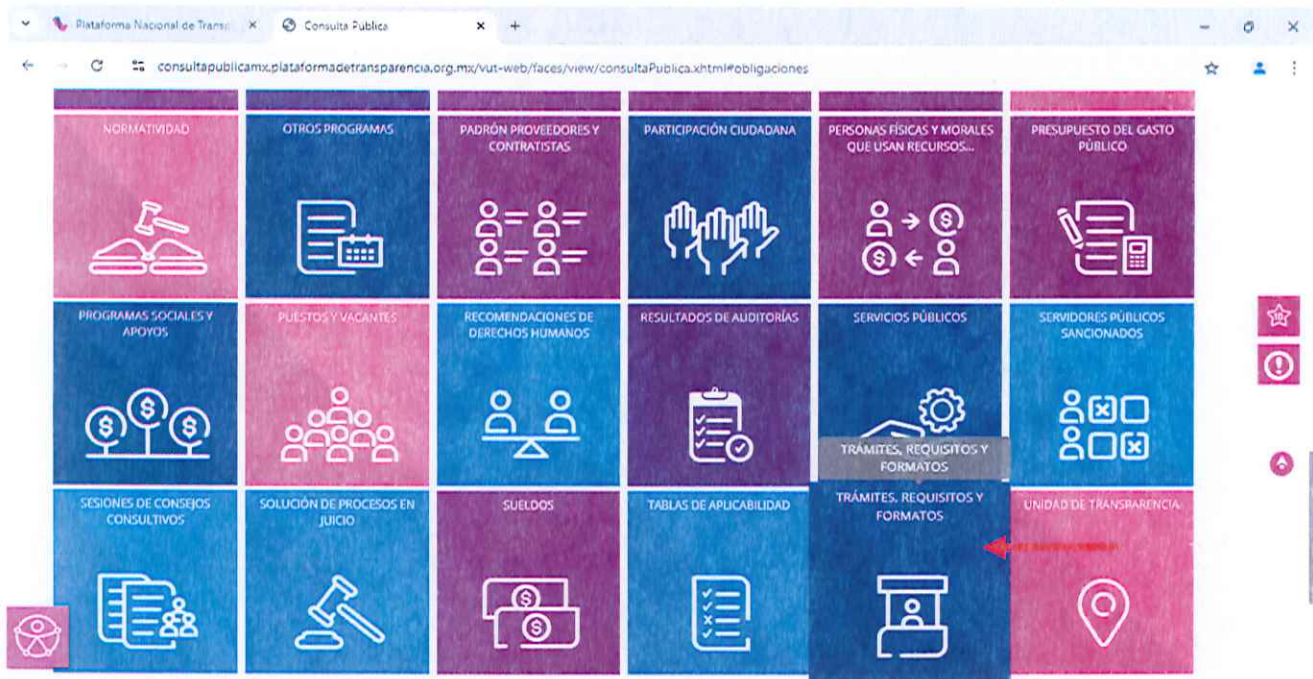 Plataforma Nacional de Transp
Consulta Pública
consultapublicamx.plataformadetransparencia.org.mx/vut-web/faces/view/consultaPublica.xhtml#obligaciones
NORMATIVIDAD
OTROS PROGRAMAS
PADRÓN PROVEEDORES Y
CONTRATISTAS
PARTICIPACIÓN CIUDADANA
PERSONAS FÍSICAS Y MORALES
QUE USAN RECURSOS...
PRESUPUESTO DEL GASTO
PÚBLICO
PROGRAMAS SOCIALES Y
APOYOS
PUESTOS Y VACANTES
RECOMENDACIONES DE
DERECHOS HUMANOS
RESULTADOS DE AUDITORÍAS
SERVICIOS PÚBLICOS
SERVIDORES PÚBLICOS
SANCIONADOS
TRÁMITES, REQUISITOS Y
FORMATOS
SESIONES DE CONSEJOS
CONSULTIVOS
SOLUCIÓN DE PROCESOS EN
JUICIO
SUELDOS
TABLAS DE APLICABILIDAD
TRÁMITES, REQUISITOS Y
FORMATOS
UNIDAD DE TRANSPARENCIA